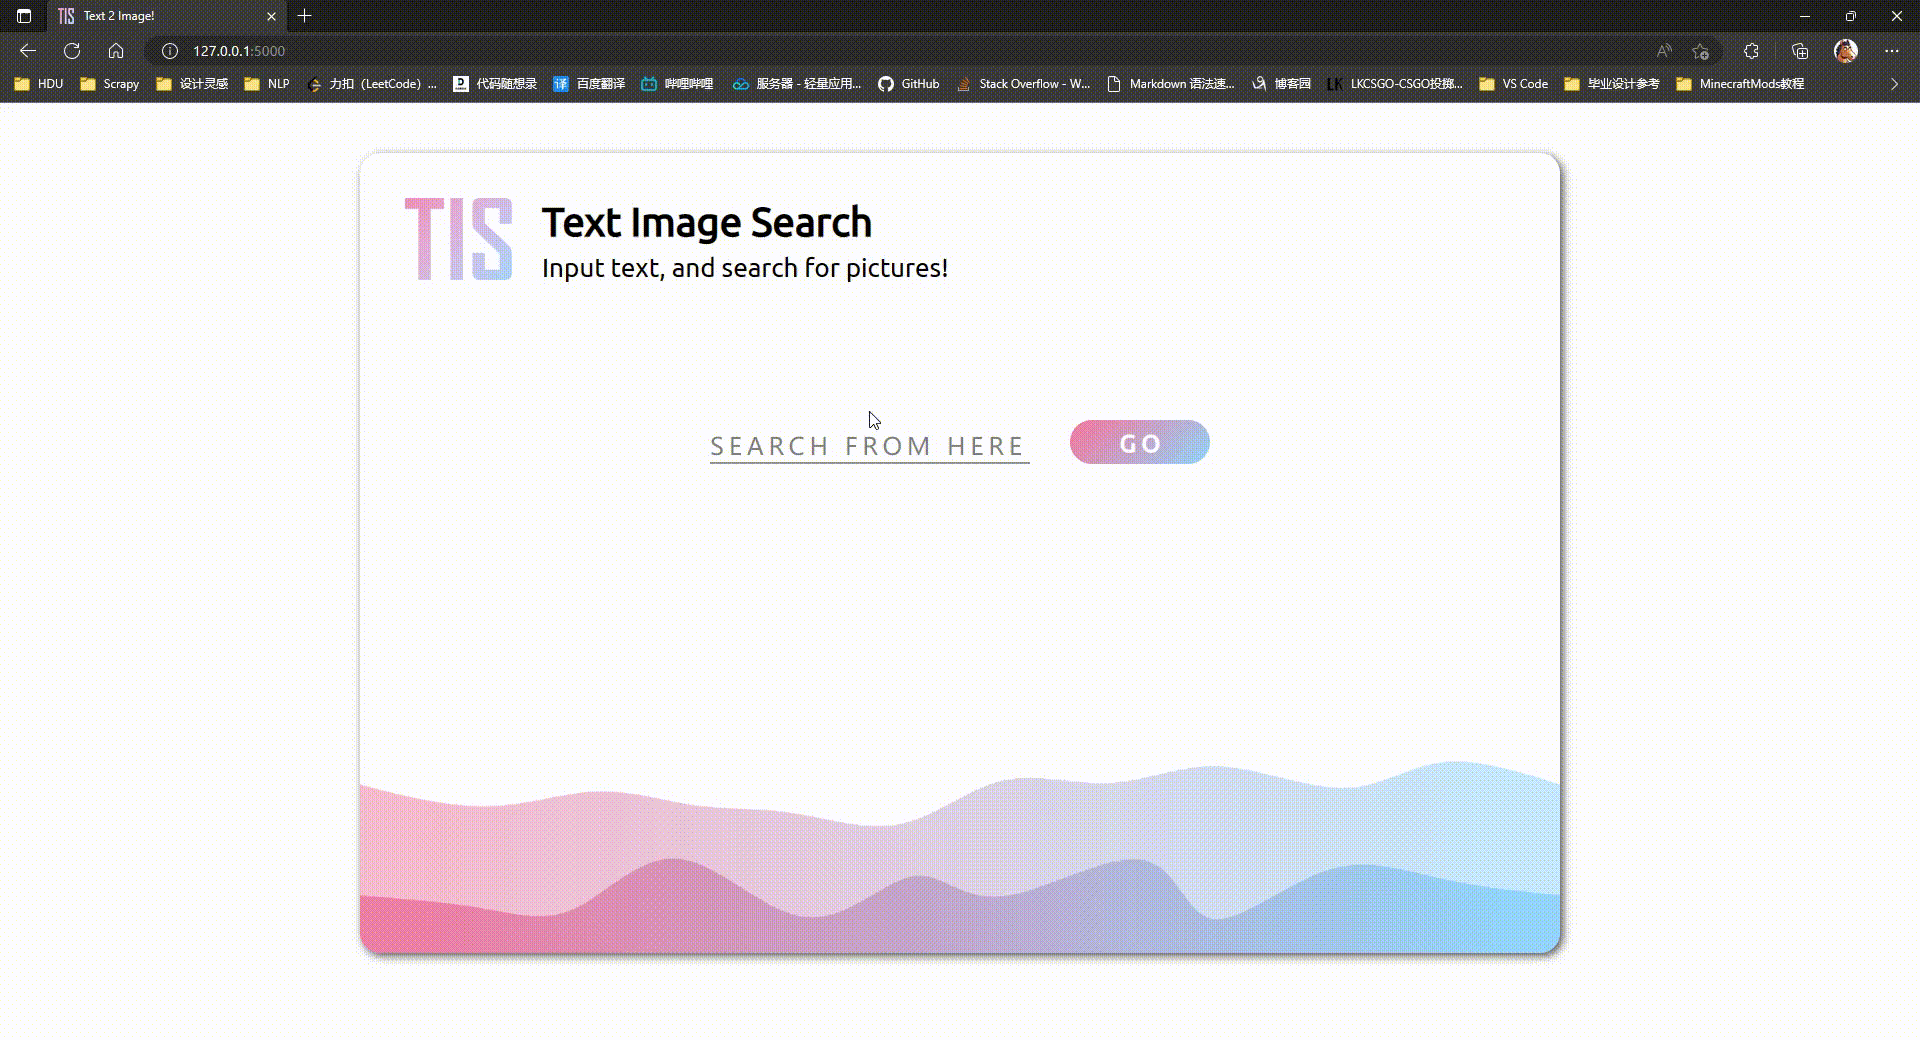 TIS Text 2 Image!
127.0.0.1:5000
HDU Scrapy 设计灵感 NLP 力扣（LeetCode）... 代码随想录 译 百度翻译 哔哩哔哩 服务器 - 轻量应用... GitHub Stack Overflow - W... Markdown 语法速... 博客园 LK LKCSGO-CSGO投掷... VS Code 毕业设计参考 MinecraftMods教程
TIS
Text Image Search
Input text, and search for pictures!
SEARCH FROM HERE GO